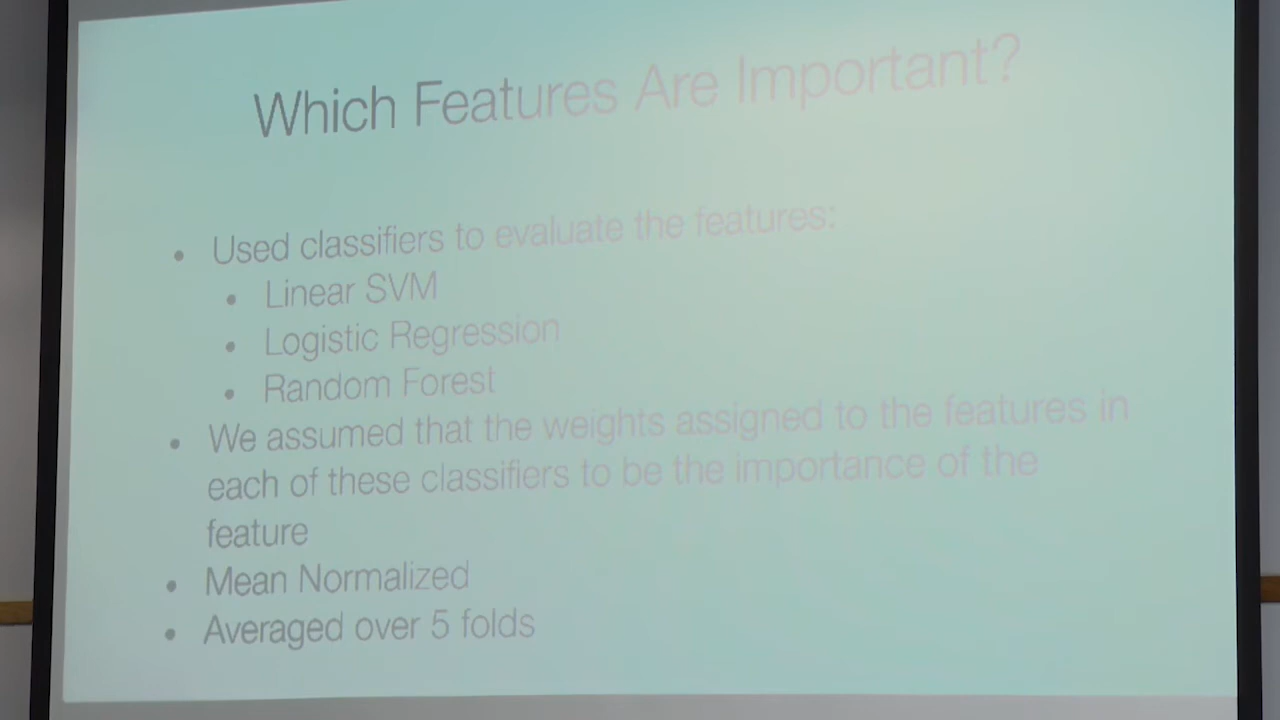 Which Features Are Important?
• Used classifiers to evaluate the features:
• Linear SVM
• Logistic Regression
• Random Forest
• We assumed that the weights assigned to the features in
each of these classifiers to be the importance of the
feature
• Mean Normalized
• Averaged over 5 folds